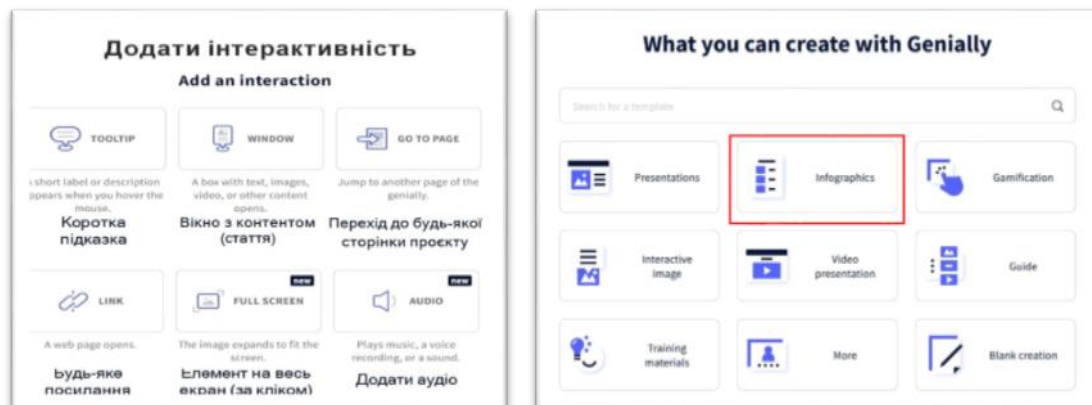 Додати інтерактивність
Add an interaction
TOOLTIP
WINDOW
GO TO PAGE
short label or description
ppears when you hover the
mouse.
A box with text, images,
video, or other content
opens.
Jump to another page of the
genially.
Коротка
підказка
Вікно з контентом
(стаття)
Перехід до будь-якої
сторінки проєкту
LINK
new
FULL SCREEN
new
AUDIO
A web page opens.
The image expands to fit the
screen.
Plays music, a voice
recording, or a sound.
Будь-яке
посилання
Елемент на весь
екран (за кліком)
Додати аудіо
What you can create with Genially
Search for a template
Presentations
Infographics
Gamification
Interactive
image
Video
presentation
Guide
Training
materials
More
Blank creation